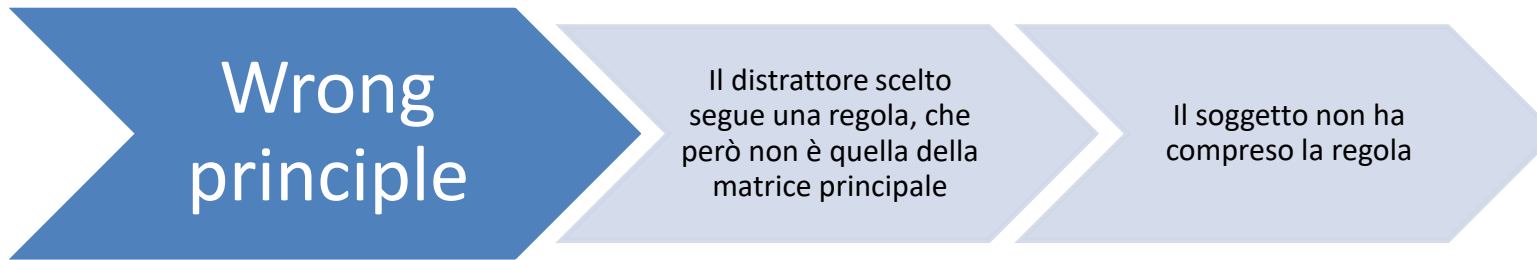 Wrong
principle
Il distrattore scelto
segue una regola, che
però non è quella della
matrice principale
Il soggetto non ha
compreso la regola